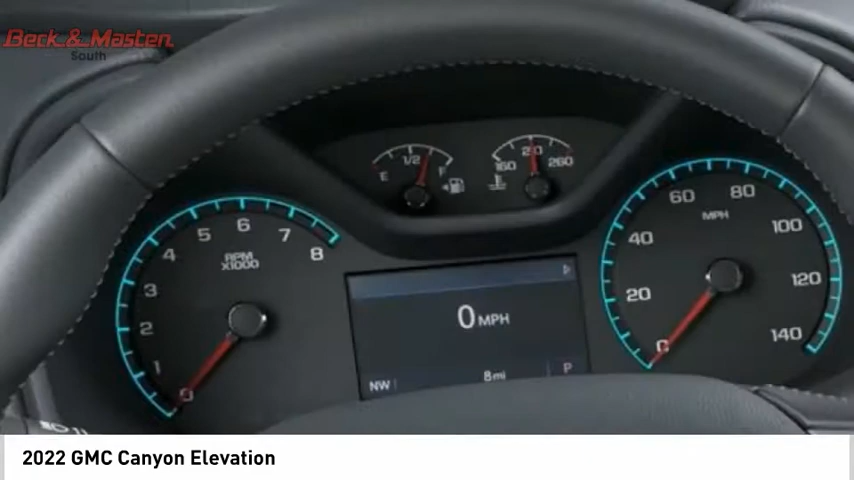 Beck & Masten
South
1/2
E F
160 210 260
0 1 2 3 4 5 6 7 8
RPM
X1000
0 20 40 60 80 100 120 140
MPH
0 MPH
NW 8mi P
2022 GMC Canyon Elevation